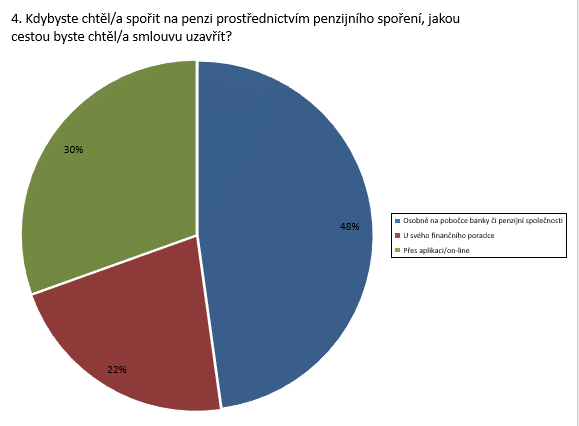 4. Kdybyste chtěl/a spořit na penzi prostřednictvím penzijního spoření, jakou
cestou byste chtěl/a smlouvu uzavřít?
30%
48%
22%
Osobně na pobočce banky či penzijní společnosti
U svého finančního poradce
Přes aplikaci/on-line